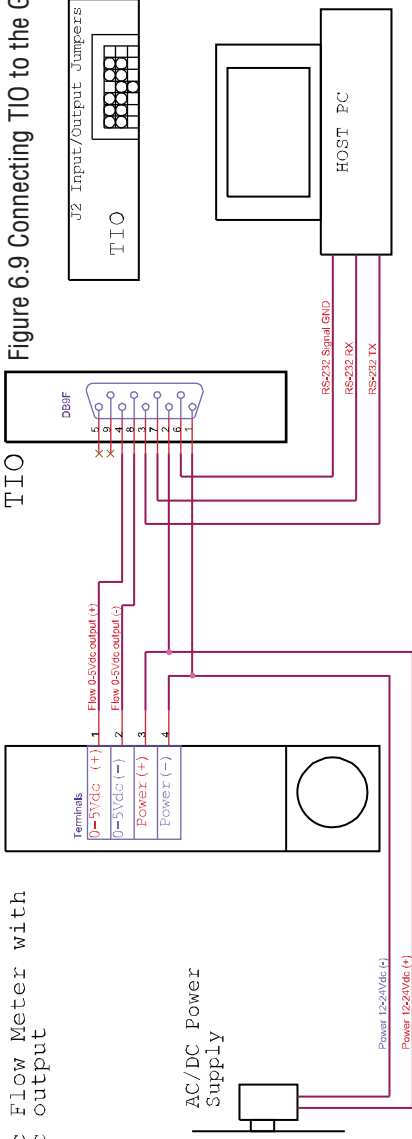 Figure 6.9 Connecting TIO to the
J2 Input/Output Jumpers
TIO
HOST PC
TIO
DB9F
5
9
4
8
3
7
2
6
1
RS-232 Signal GND
RS-232 RX
RS-232 TX
Flow 0-5Vdc output (+)
Flow 0-5Vdc output (-)
Terminals
0-5Vdc (+)
0-5Vdc (-)
Power (+)
Power (-)
1
2
3
4
Flow Meter with
output
AC/DC Power
Supply
Power 12-24Vdc (-)
Power 12-24Vdc (+)